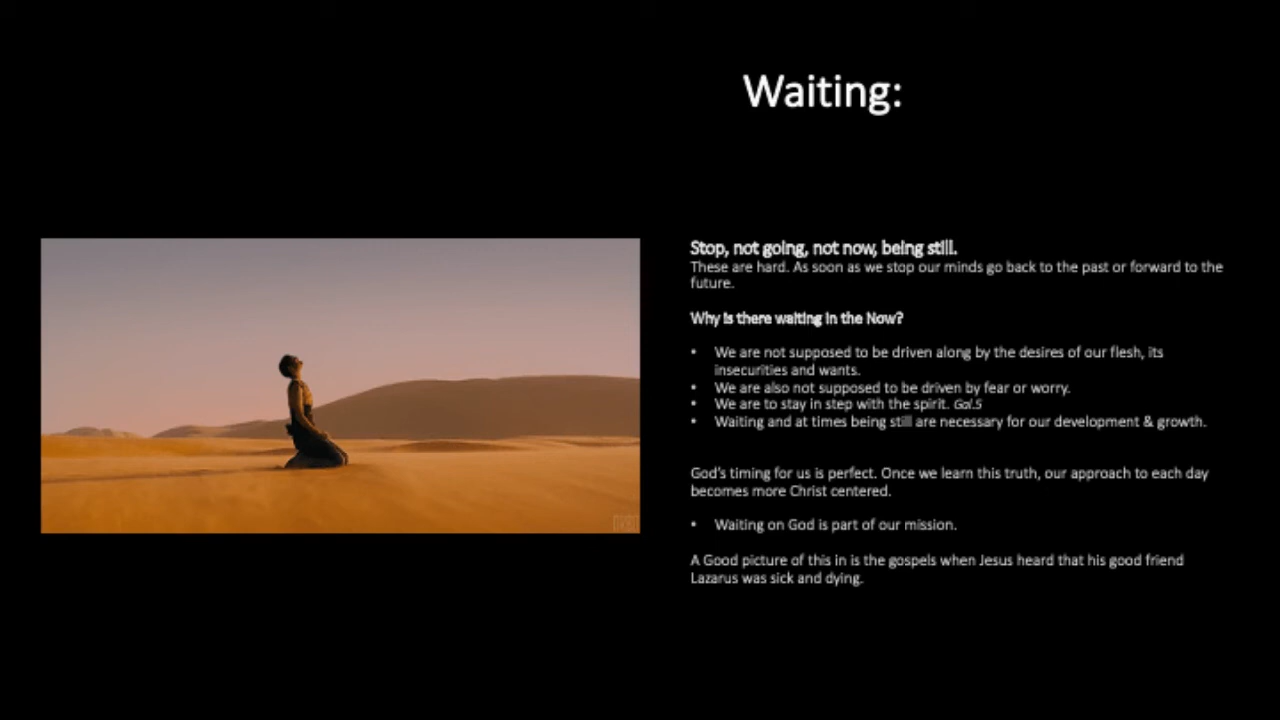 Waiting:
Stop, not going, not now, being still.
These are hard. As soon as we stop our minds go back to the past or forward to the
future.
Why is there waiting in the Now?
• We are not supposed to be driven along by the desires of our flesh, its
insecurities and wants.
• We are also not supposed to be driven by fear or worry.
• We are to stay in step with the spirit. Gal.5
• Waiting and at times being still are necessary for our development & growth.
God's timing for us is perfect. Once we learn this truth, our approach to each day
becomes more Christ centered.
• Waiting on God is part of our mission.
A Good picture of this in is the gospels when Jesus heard that his good friend
Lazarus was sick and dying.